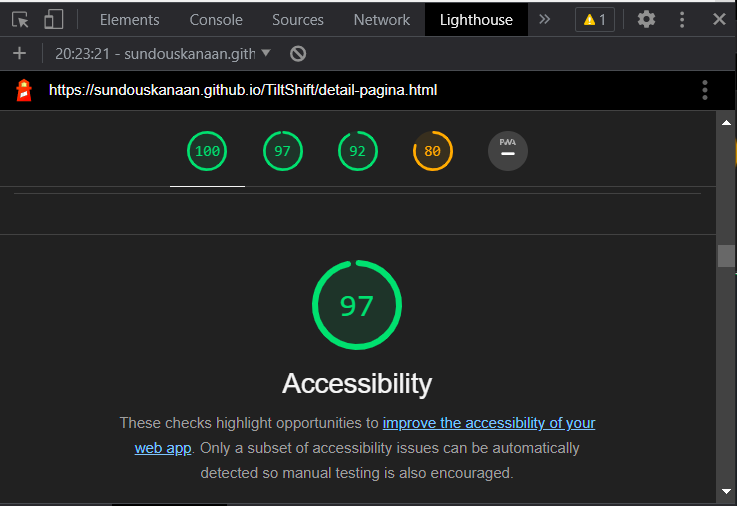 Elements Console Sources Network Lighthouse » 1
20:23:21 - sundouskanaan.gith
https://sundouskanaan.github.io/TiltShift/detail-pagina.html
100 97 92 80 PWA
97
Accessibility
These checks highlight opportunities to improve the accessibility of your
web app. Only a subset of accessibility issues can be automatically
detected so manual testing is also encouraged.